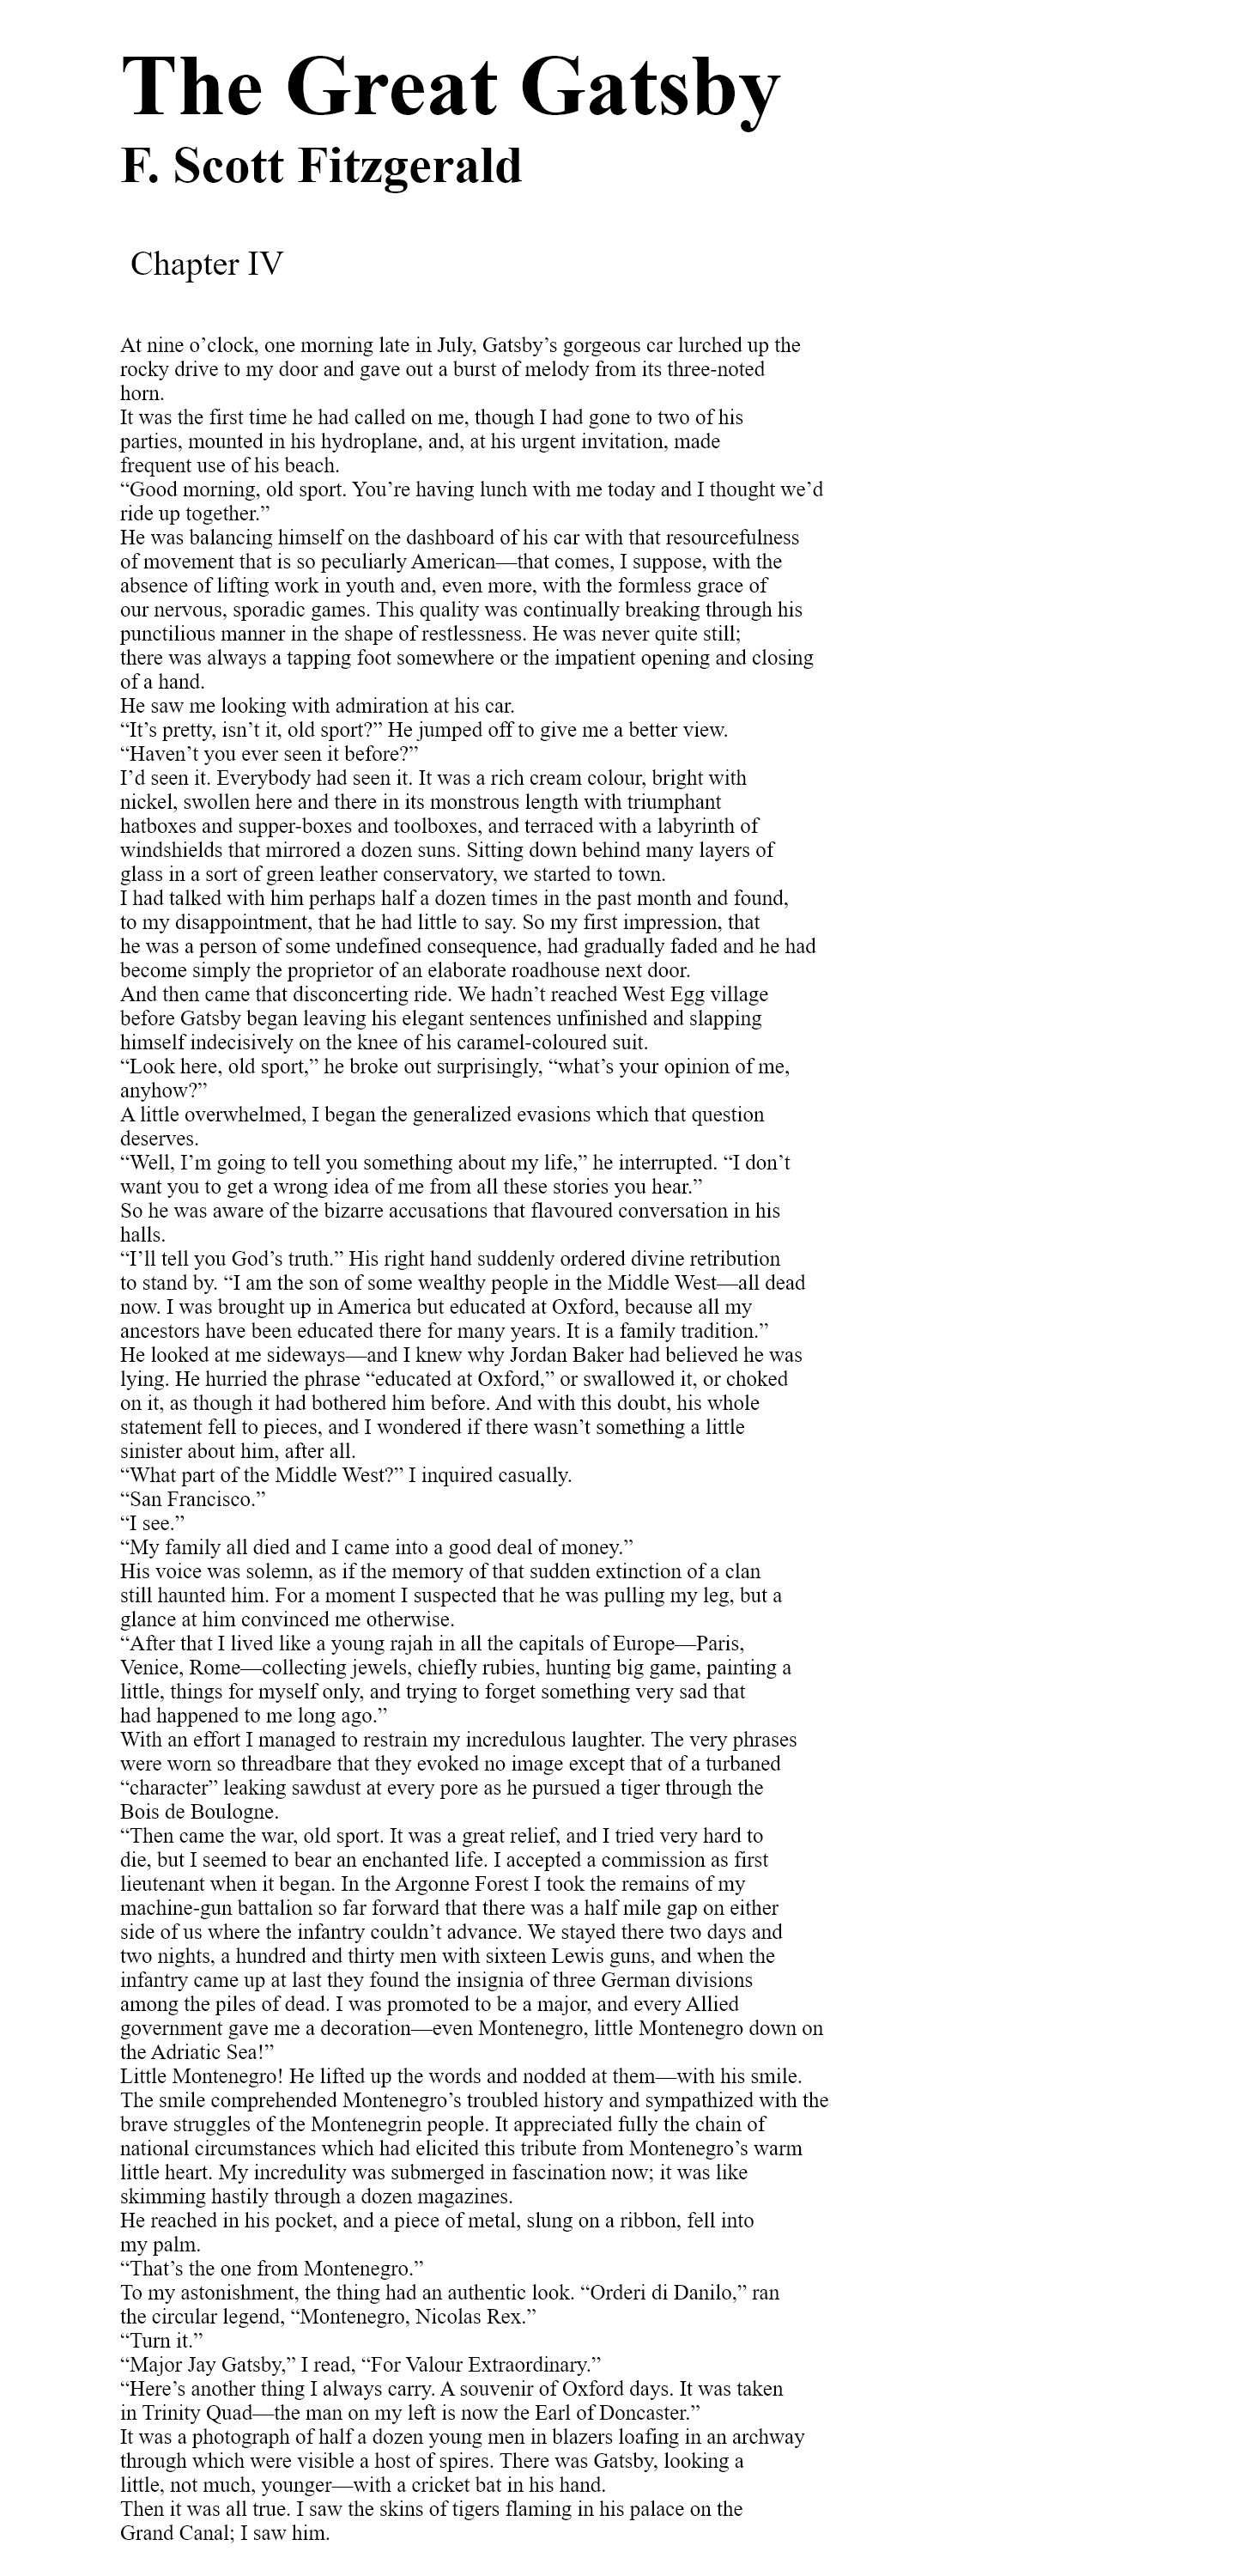 The Great Gatsby
F. Scott Fitzgerald
Chapter IV
At nine o’clock, one morning late in July, Gatsby’s gorgeous car lurched up the
rocky drive to my door and gave out a burst of melody from its three-noted
horn.
It was the first time he had called on me, though I had gone to two of his
parties, mounted in his hydroplane, and, at his urgent invitation, made
frequent use of his beach.
“Good morning, old sport. You’re having lunch with me today and I thought we’d
ride up together.”
He was balancing himself on the dashboard of his car with that resourcefulness
of movement that is so peculiarly American—that comes, I suppose, with the
absence of lifting work in youth and, even more, with the formless grace of
our nervous, sporadic games. This quality was continually breaking through his
punctilious manner in the shape of restlessness. He was never quite still;
there was always a tapping foot somewhere or the impatient opening and closing
of a hand.
He saw me looking with admiration at his car.
“It’s pretty, isn’t it, old sport?” He jumped off to give me a better view.
“Haven’t you ever seen it before?”
I’d seen it. Everybody had seen it. It was a rich cream colour, bright with
nickel, swollen here and there in its monstrous length with triumphant
hatboxes and supper-boxes and toolboxes, and terraced with a labyrinth of
windshields that mirrored a dozen suns. Sitting down behind many layers of
glass in a sort of green leather conservatory, we started to town.
I had talked with him perhaps half a dozen times in the past month and found,
to my disappointment, that he had little to say. So my first impression, that
he was a person of some undefined consequence, had gradually faded and he had
become simply the proprietor of an elaborate roadhouse next door.
And then came that disconcerting ride. We hadn’t reached West Egg village
before Gatsby began leaving his elegant sentences unfinished and slapping
himself indecisively on the knee of his caramel-coloured suit.
“Look here, old sport,” he broke out surprisingly, “what’s your opinion of me,
anyhow?”
A little overwhelmed, I began the generalized evasions which that question
deserves.
“Well, I’m going to tell you something about my life,” he interrupted. “I don’t
want you to get a wrong idea of me from all these stories you hear.”
So he was aware of the bizarre accusations that flavoured conversation in his
halls.
“I’ll tell you God’s truth.” His right hand suddenly ordered divine retribution
to stand by. “I am the son of some wealthy people in the Middle West—all dead
now. I was brought up in America but educated at Oxford, because all my
ancestors have been educated there for many years. It is a family tradition.”
He looked at me sideways—and I knew why Jordan Baker had believed he was
lying. He hurried the phrase “educated at Oxford,” or swallowed it, or choked
on it, as though it had bothered him before. And with this doubt, his whole
statement fell to pieces, and I wondered if there wasn’t something a little
sinister about him, after all.
“What part of the Middle West?” I inquired casually.
“San Francisco.”
“I see.”
“My family all died and I came into a good deal of money.”
His voice was solemn, as if the memory of that sudden extinction of a clan
still haunted him. For a moment I suspected that he was pulling my leg, but a
glance at him convinced me otherwise.
“After that I lived like a young rajah in all the capitals of Europe—Paris,
Venice, Rome—collecting jewels, chiefly rubies, hunting big game, painting a
little, things for myself only, and trying to forget something very sad that
had happened to me long ago.”
With an effort I managed to restrain my incredulous laughter. The very phrases
were worn so threadbare that they evoked no image except that of a turbaned
“character” leaking sawdust at every pore as he pursued a tiger through the
Bois de Boulogne.
“Then came the war, old sport. It was a great relief, and I tried very hard to
die, but I seemed to bear an enchanted life. I accepted a commission as first
lieutenant when it began. In the Argonne Forest I took the remains of my
machine-gun battalion so far forward that there was a half mile gap on either
side of us where the infantry couldn’t advance. We stayed there two days and
two nights, a hundred and thirty men with sixteen Lewis guns, and when the
infantry came up at last they found the insignia of three German divisions
among the piles of dead. I was promoted to be a major, and every Allied
government gave me a decoration—even Montenegro, little Montenegro down on
the Adriatic Sea!”
Little Montenegro! He lifted up the words and nodded at them—with his smile.
The smile comprehended Montenegro’s troubled history and sympathized with the
brave struggles of the Montenegrin people. It appreciated fully the chain of
national circumstances which had elicited this tribute from Montenegro’s warm
little heart. My incredulity was submerged in fascination now; it was like
skimming hastily through a dozen magazines.
He reached in his pocket, and a piece of metal, slung on a ribbon, fell into
my palm.
“That’s the one from Montenegro.”
To my astonishment, the thing had an authentic look. “Orderi di Danilo,” ran
the circular legend, “Montenegro, Nicolas Rex.”
“Turn it.”
“Major Jay Gatsby,” I read, “For Valour Extraordinary.”
“Here’s another thing I always carry. A souvenir of Oxford days. It was taken
in Trinity Quad—the man on my left is now the Earl of Doncaster.”
It was a photograph of half a dozen young men in blazers loafing in an archway
through which were visible a host of spires. There was Gatsby, looking a
little, not much, younger—with a cricket bat in his hand.
Then it was all true. I saw the skins of tigers flaming in his palace on the
Grand Canal; I saw him.